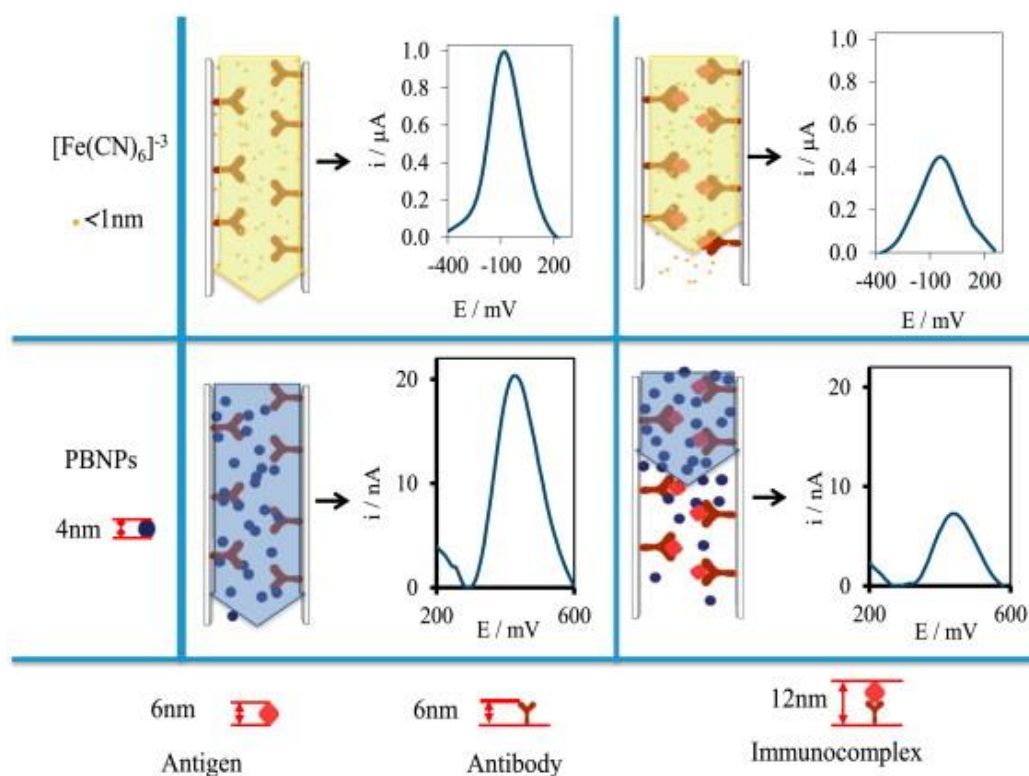 [Fe(CN)6]-3
<1nm
i / μA
1.0
0.8
0.6
0.4
0.2
0.0
-400 -100 200
E / mV
i / μA
1.0
0.8
0.6
0.4
0.2
0.0
-400 -100 200
E / mV
PBNPs
4nm
i / nA
20
10
0
200 600
E / mV
i / nA
20
10
0
200 600
E / mV
6nm
Antigen
6nm
Antibody
12nm
Immunocomplex